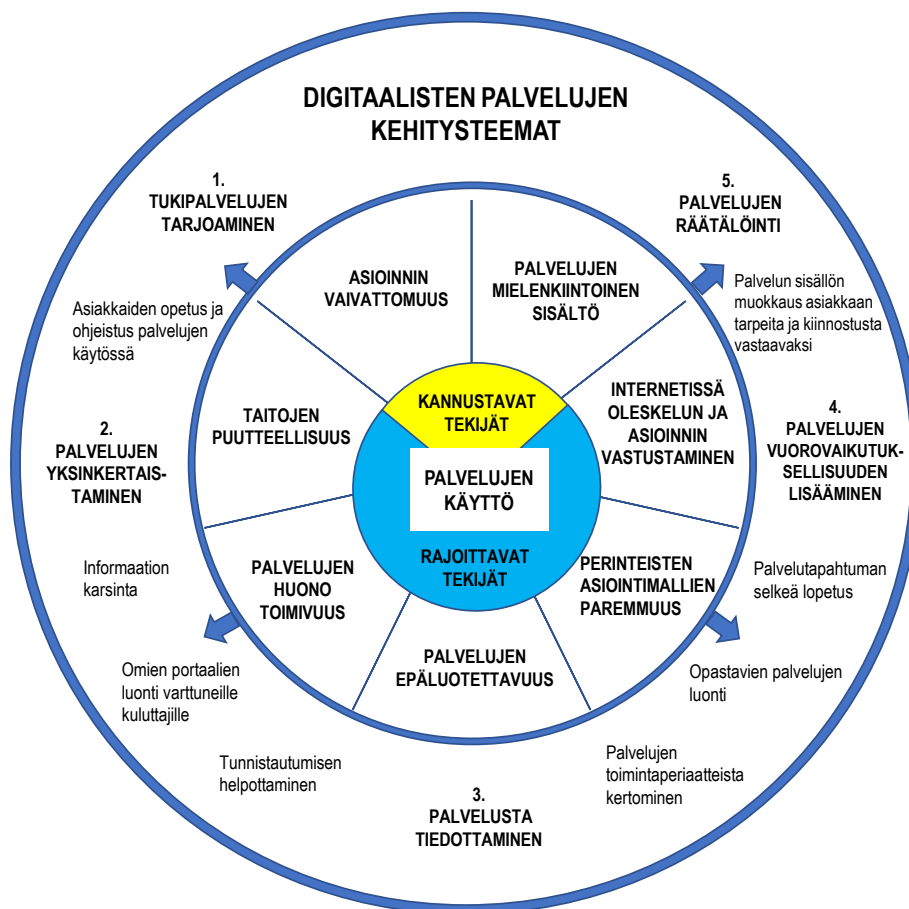 DIGITAALISTEN PALVELUJEN
KEHITYSTEEMAT
1.
TUKIPALVELUJEN
TARJOAMINEN
Asiakkaiden opetus ja
ohjeistus palvelujen
käytössä
2.
PALVELUJEN
YKSINKERTAIS-
TAMINEN
Informaation
karsinta
Omien portaalien
luonti varttuneille
kuluttajille
Tunnistautumisen
helpottaminen
3.
PALVELUSTA
TIEDOTTAMINEN
Palvelujen
toimintaperiaatteista
kertominen
Opastavien palvelujen
luonti
Palvelutapahtuman
selkeä lopetus
4.
PALVELUJEN
VUOROVAIKUTUK-
SELLISUUDEN
LISÄÄMINEN
5.
PALVELUJEN
RÄÄTÄLÖINTI
Palvelun sisällön
muokkaus asiakkaan
tarpeita ja kiinnostusta
vastaavaksi
ASIOINNIN
VAIVATTOMUUS
PALVELUJEN
MIELENKIINTOINEN
SISÄLTÖ
KANNUSTAVAT
TEKIJÄT
TAITOJEN
PUUTTEELLISUUS
INTERNETISSÄ
OLESKELUN JA
ASIOINNIN
VASTUSTAMINEN
PALVELUJEN
KÄYTTÖ
RAJOITTAVAT
TEKIJÄT
PALVELUJEN
HUONO
TOIMIVUUS
PERINTEISTEN
ASIOINTIMALLIEN
PAREMMUUS
PALVELUJEN
EPÄLUOTETTAVUUS